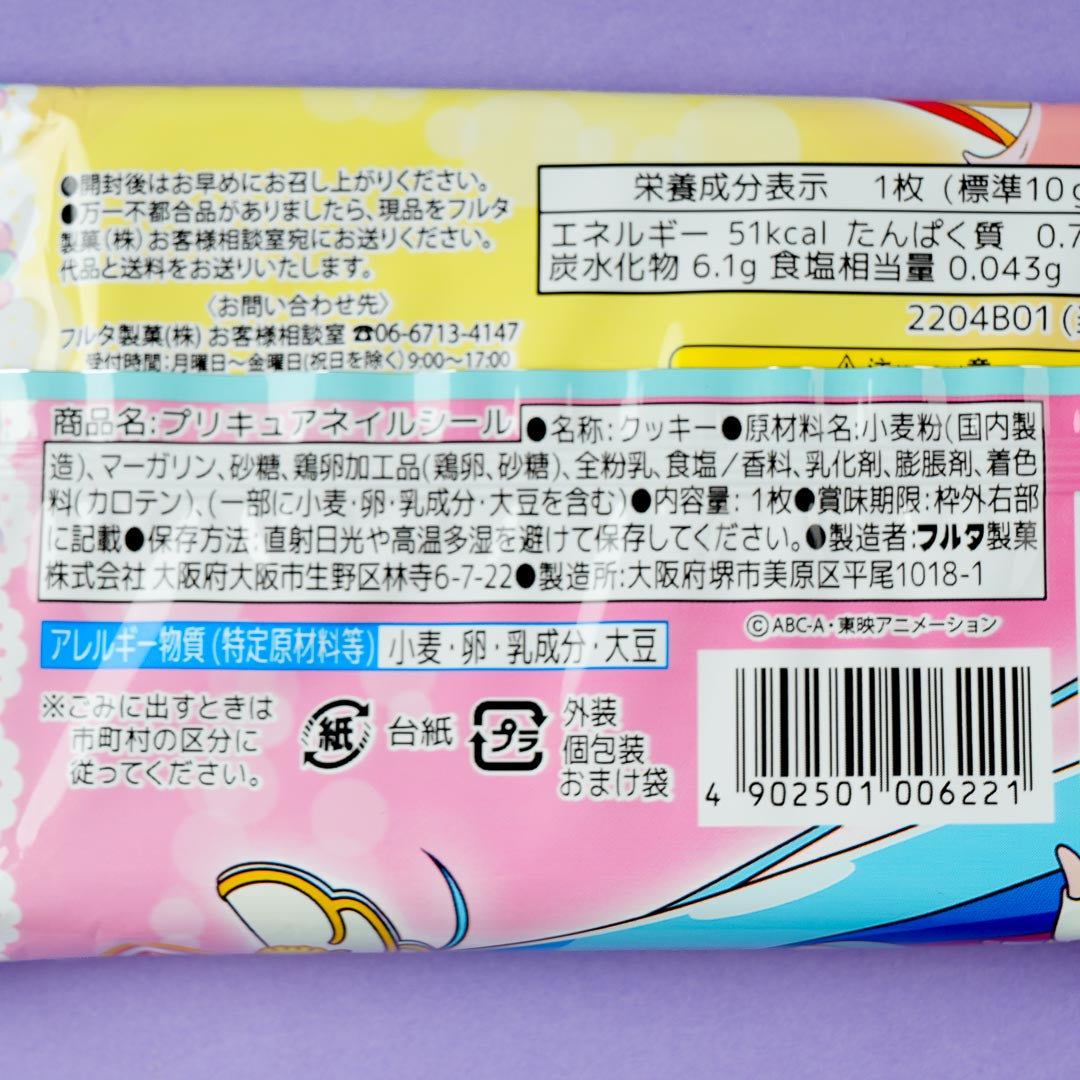 ●開封後はお早めにお召し上がりください。
●万一不都合品がありましたら、現品をフルタ
製菓(株)お客様相談室宛にお送りください。
代品と送料をお送りいたします。
〈お問い合わせ先〉
フルタ製菓(株) お客様相談室 ☎06-6713-4147
受付時間:月曜日〜金曜日(祝日を除く) 9:00〜17:00
栄養成分表示 1枚 (標準10g
エネルギー 51kcal たんぱく質 0.7
炭水化物 6.1g 食塩相当量 0.043g
2204B01
商品名:プリキュアネイルシール ●名称:クッキー●原材料名:小麦粉(国内製
造)、マーガリン、砂糖、鶏卵加工品(鶏卵、砂糖)、全粉乳、食塩/香料、乳化剤、膨脹剤、着色
料(カロテン)、(一部に小麦・卵・乳成分・大豆を含む)●内容量:1枚●賞味期限:枠外右部
に記載●保存方法:直射日光や高温多湿を避けて保存してください。●製造者:フルタ製菓
株式会社 大阪府大阪市生野区林寺6-7-22●製造所:大阪府堺市美原区平尾1018-1
アレルギー物質(特定原材料等) 小麦・卵・乳成分・大豆
©ABC-A・東映アニメーション
※ごみに出すときは
市町村の区分に
従ってください。
紙 台紙
プラ 外装
個包装
おまけ袋
4 902501 006221